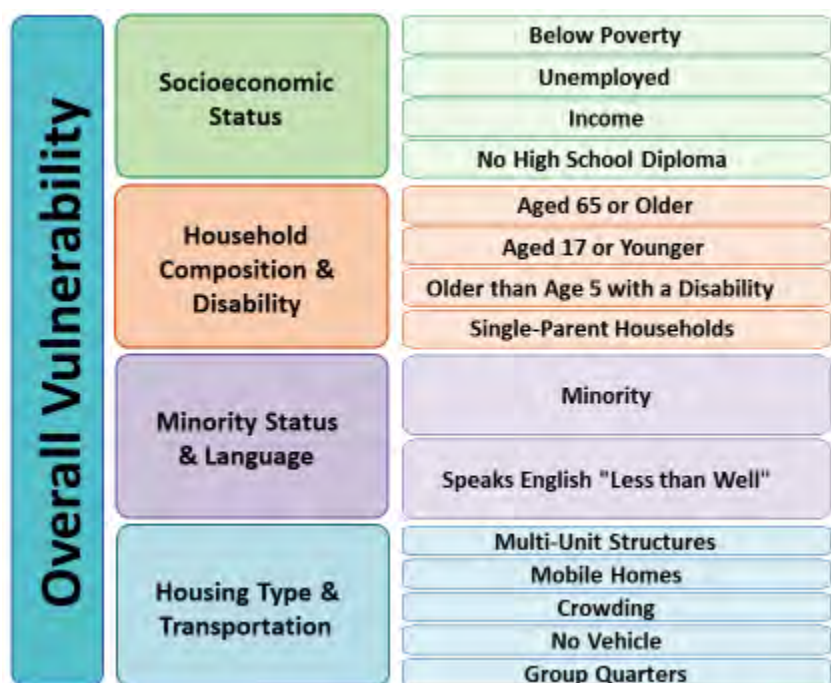 Overall Vulnerability
Socioeconomic
Status
Below Poverty
Unemployed
Income
No High School Diploma
Household
Composition &
Disability
Aged 65 or Older
Aged 17 or Younger
Older than Age 5 with a Disability
Single-Parent Households
Minority Status
& Language
Minority
Speaks English "Less than Well"
Housing Type &
Transportation
Multi-Unit Structures
Mobile Homes
Crowding
No Vehicle
Group Quarters